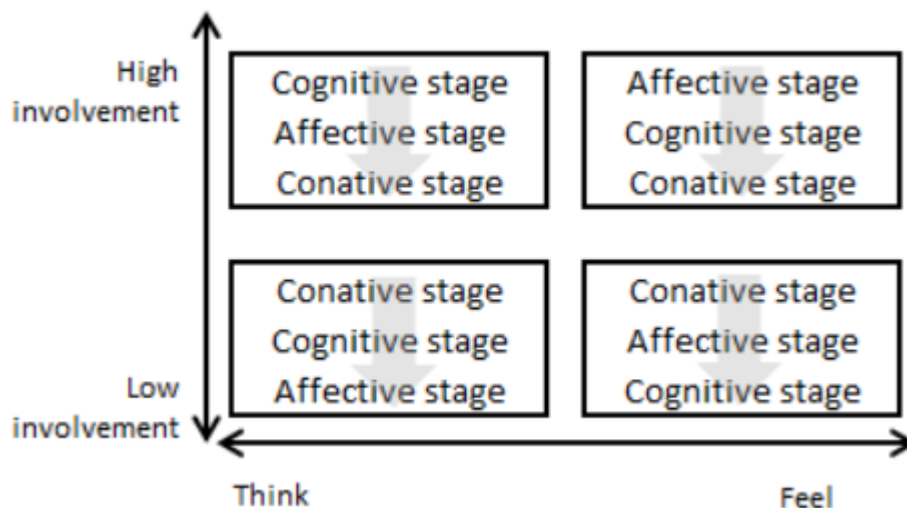 High
involvement
Cognitive stage
Affective stage
Conative stage
Affective stage
Cognitive stage
Conative stage
Low
involvement
Conative stage
Cognitive stage
Affective stage
Conative stage
Affective stage
Cognitive stage
Think
Feel